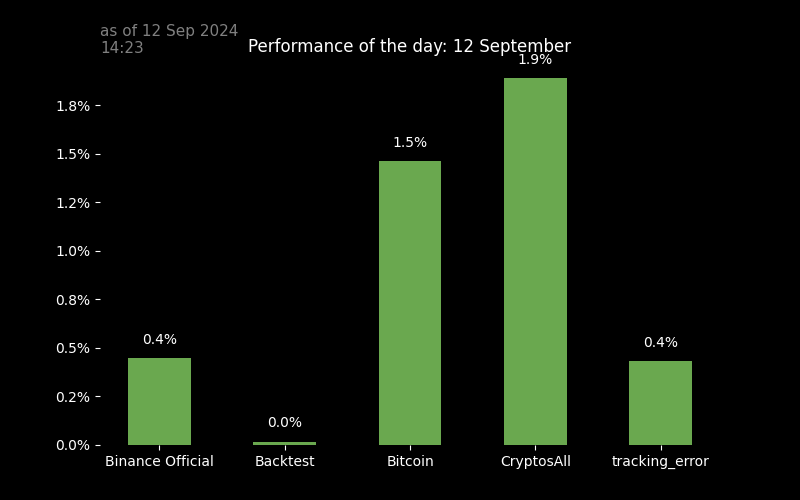 as of 12 Sep 2024
14:23
Performance of the day: 12 September
1.9%
1.8%
1.5%
1.5%
1.2%
1.0%
0.8%
0.4%
0.4%
0.5%
0.2%
0.0%
0.0%
Binance Official
Backtest
Bitcoin
CryptosAll
tracking_error